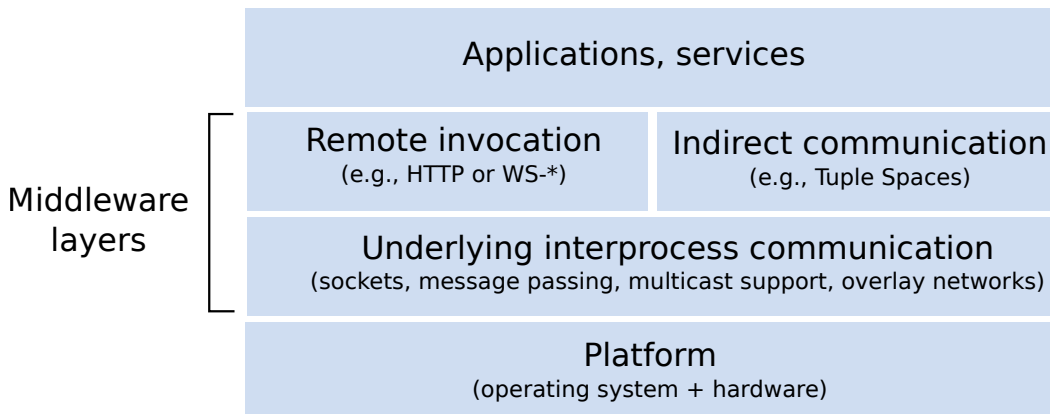 Applications, services
Remote invocation
(e.g., HTTP or WS-*)
Indirect communication
(e.g., Tuple Spaces)
Middleware
layers
Underlying interprocess communication
(sockets, message passing, multicast support, overlay networks)
Platform
(operating system + hardware)